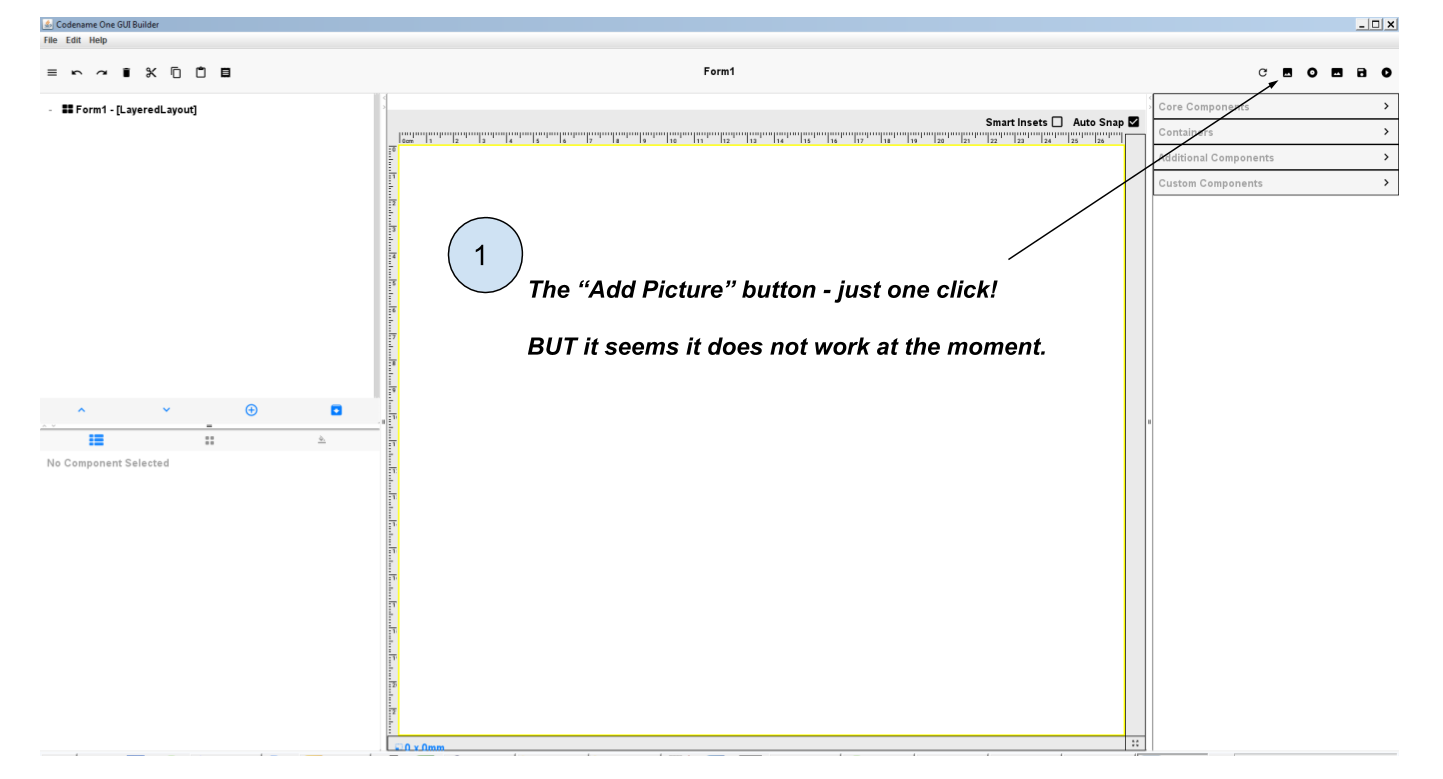 Codename One GUI Builder
File Edit Help
Form1
- Form1 - [LayeredLayout]
Core Components
Smart Insets Auto Snap
Containers
0cm 1 2 3 4 5 6 7 8 9 10 11 12 13 14 15 16 17 18 19 20 21 22 23 24 25 26
Additional Components
Custom Components
1
The “Add Picture” button - just one click!
BUT it seems it does not work at the moment.
No Component Selected
0 x 0mm